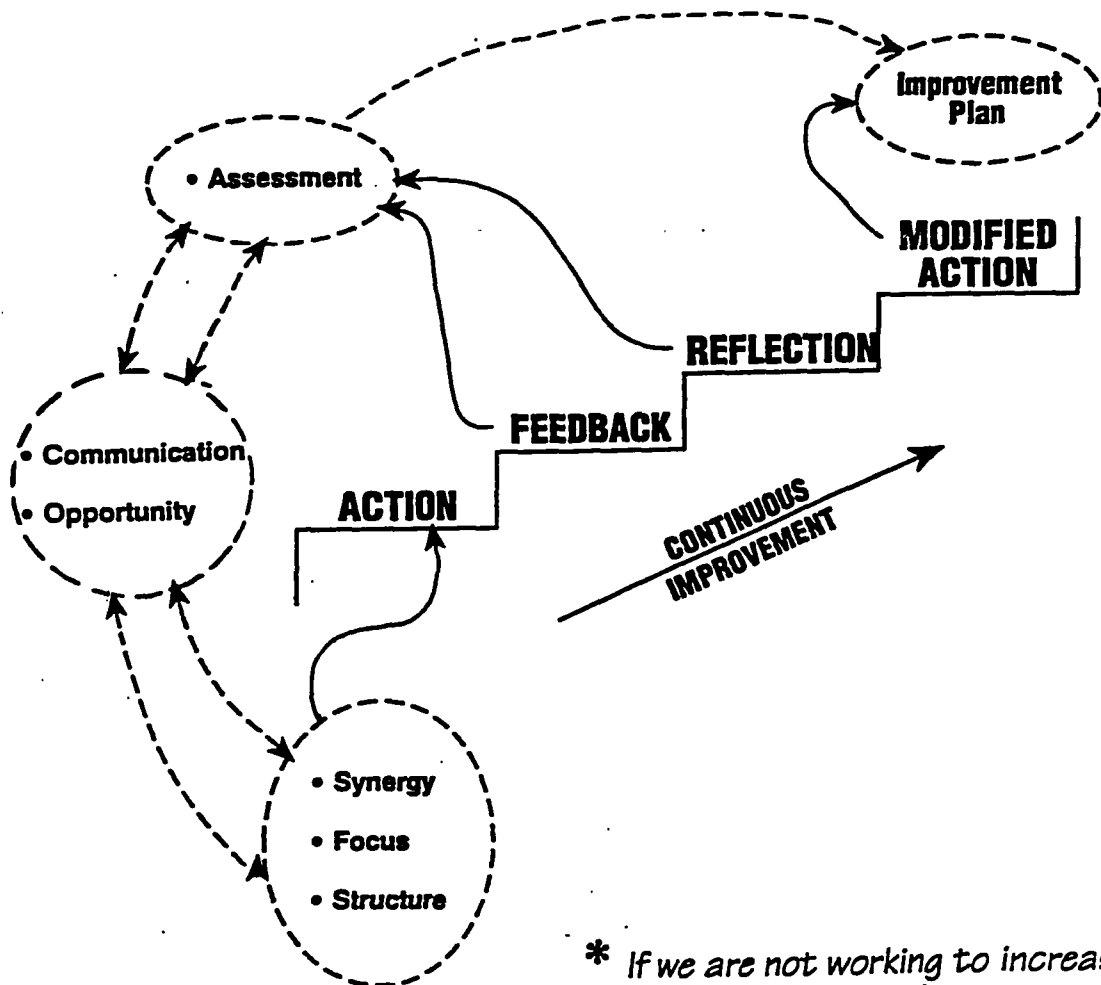 Improvement
Plan
• Assessment
MODIFIED
ACTION
REFLECTION
FEEDBACK
• Communication
• Opportunity
ACTION
CONTINUOUS
IMPROVEMENT
• Synergy
• Focus
• Structure
* If we are not working to increas